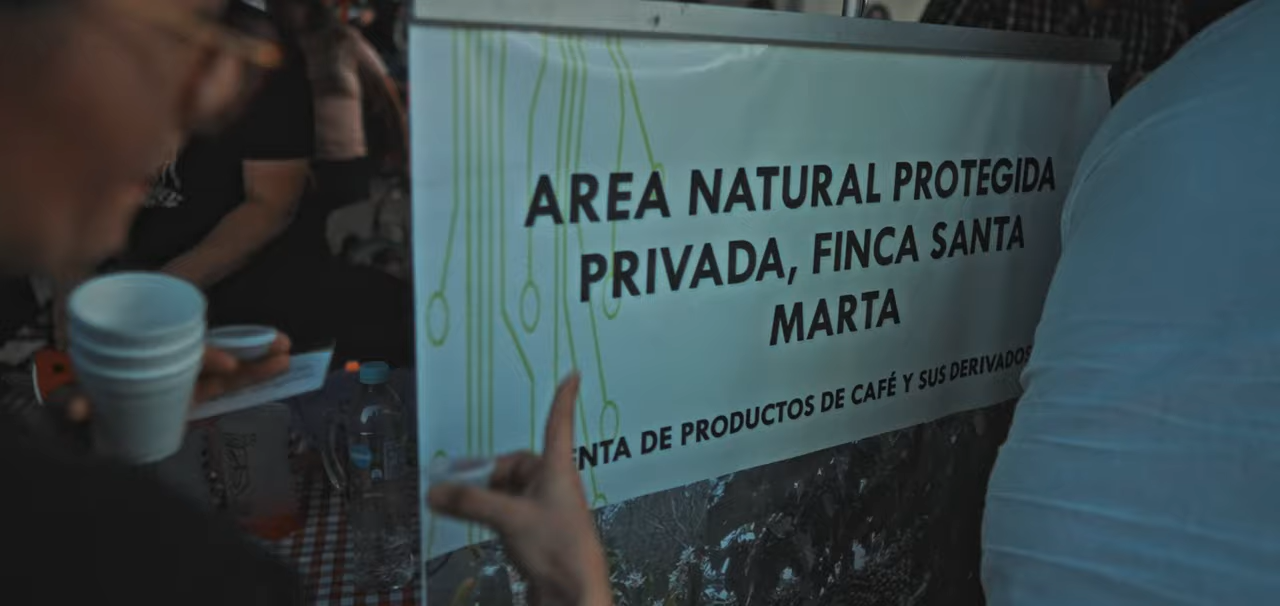 AREA NATURAL PROTEGIDA
PRIVADA, FINCA SANTA
MARTA
ENTA DE PRODUCTOS DE CAFÉ Y SUS DERIVADOS